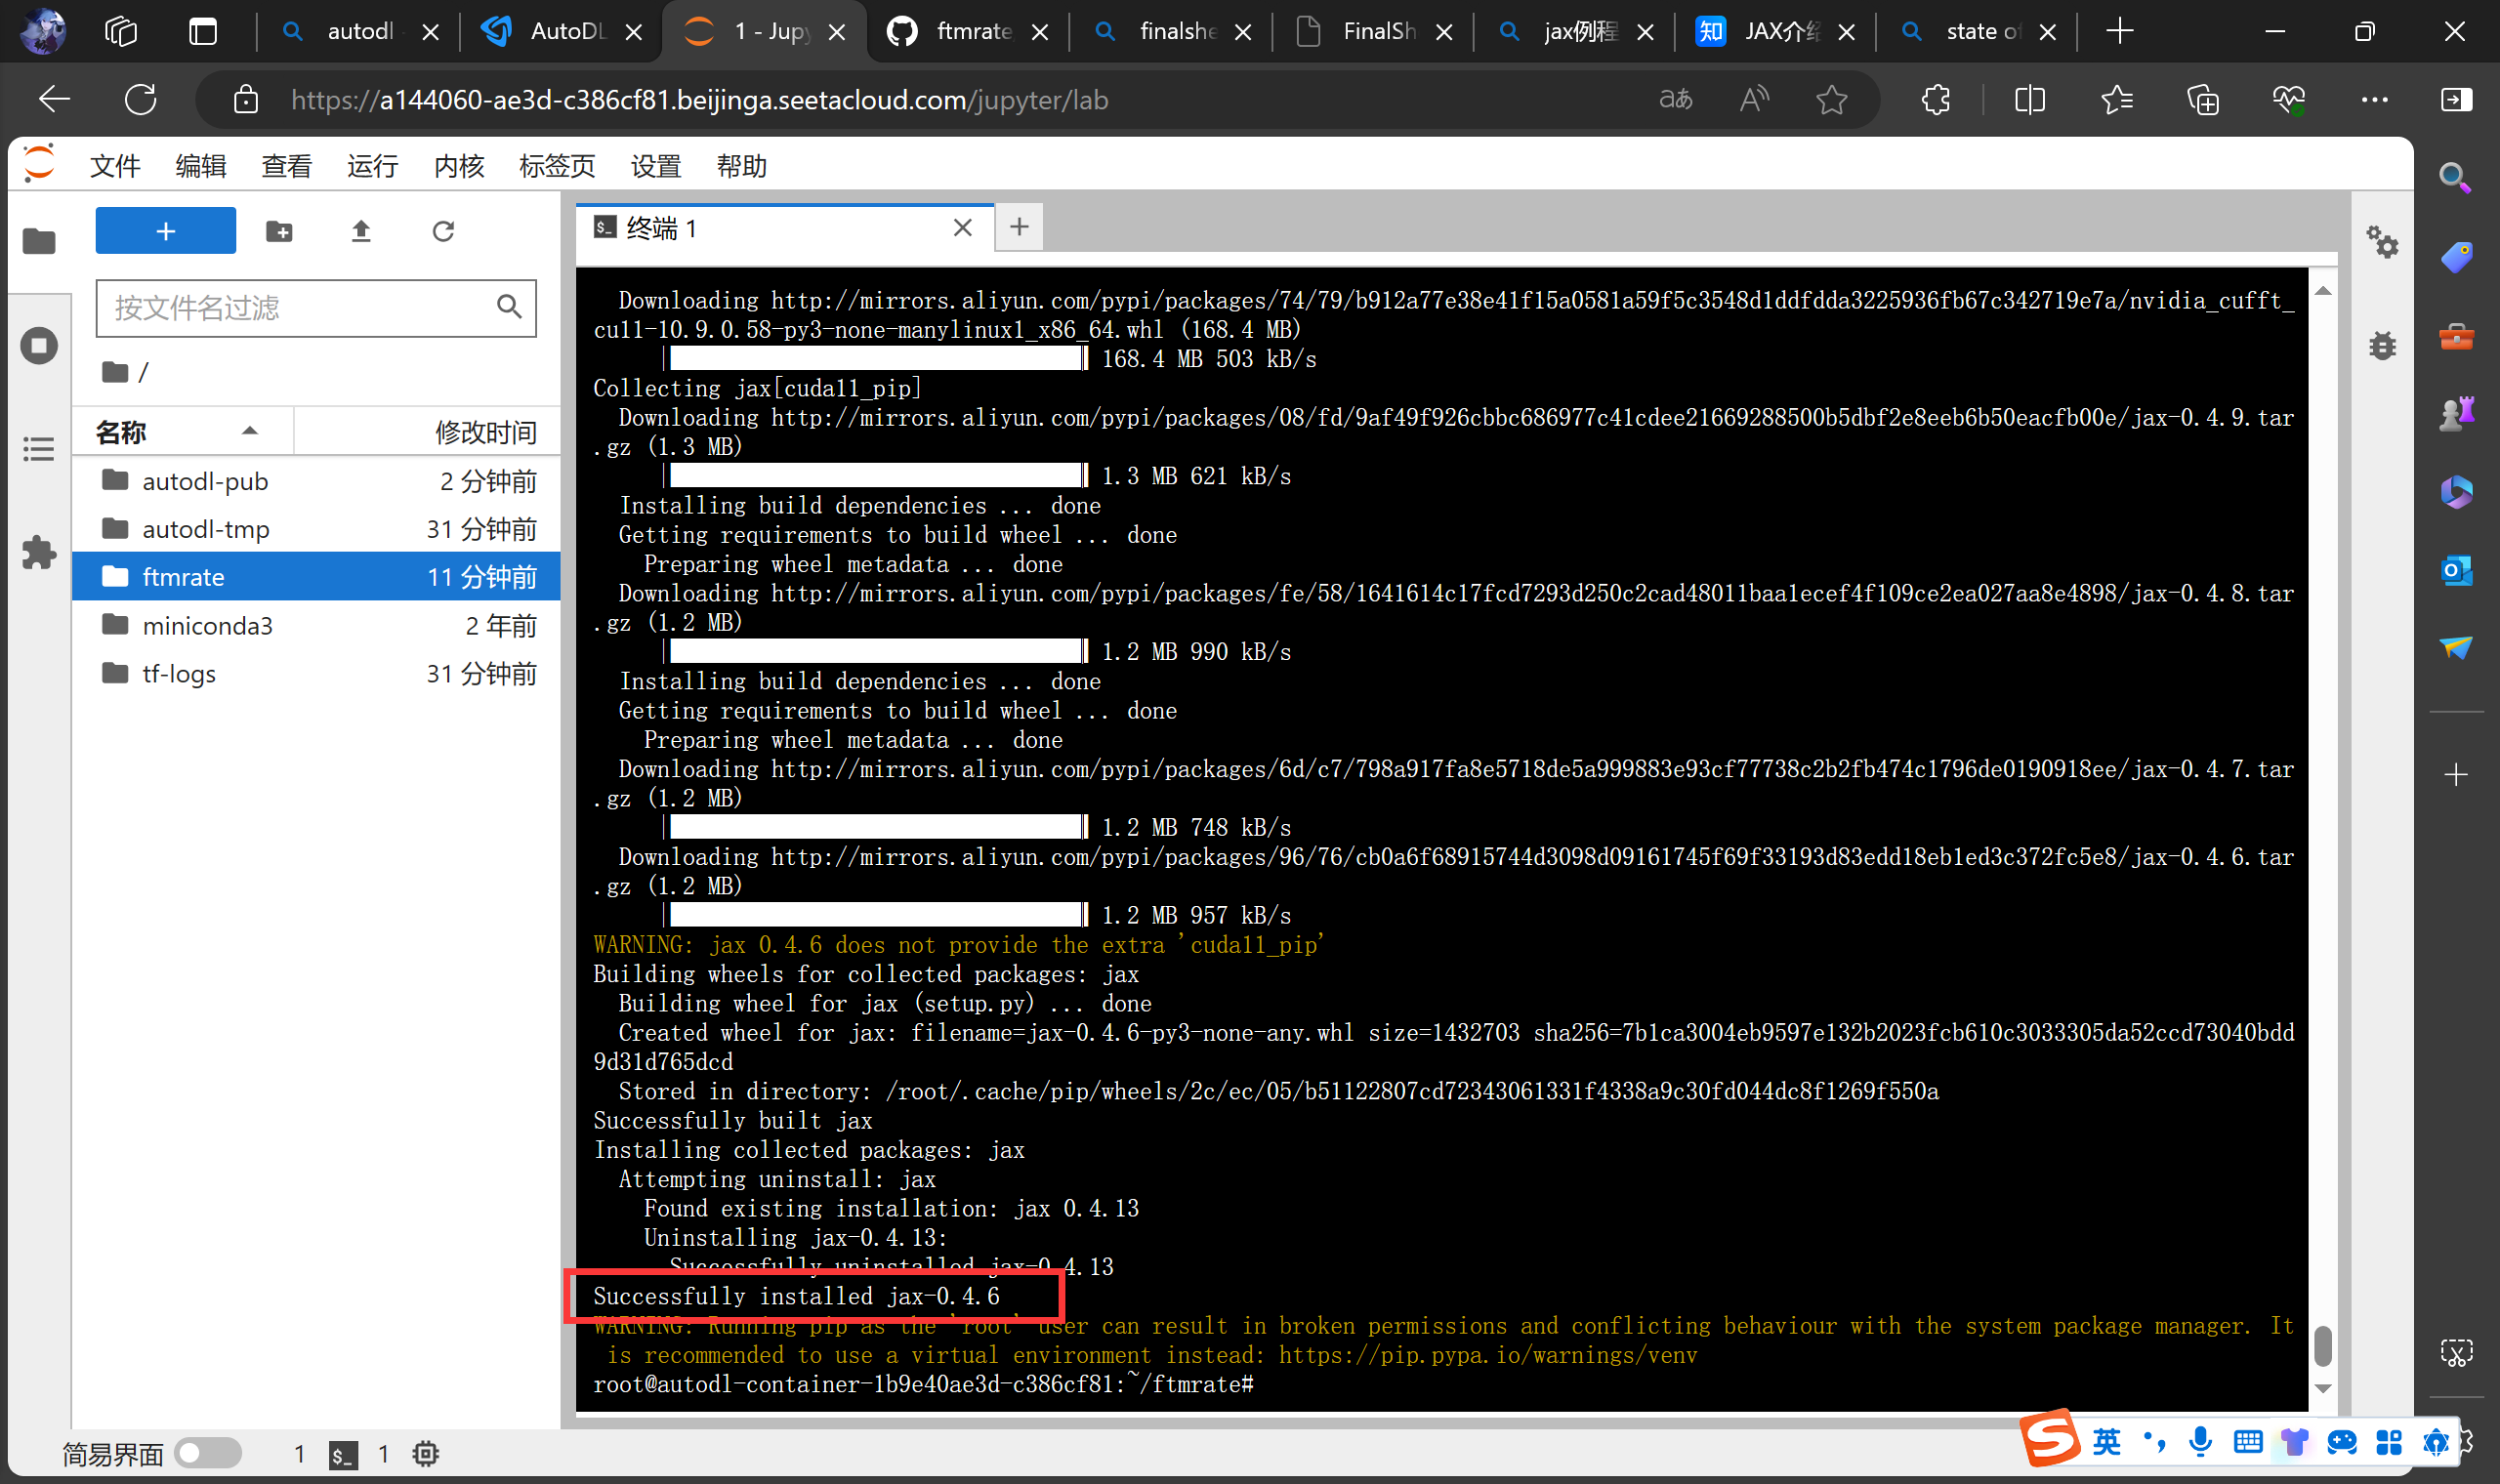 autodl
AutoDL
1 - Jupy
ftmrate
finalshe
FinalSh
jax例程
知
JAX介绍
state of
https://a144060-ae3d-c386cf81.beijinga.seetacloud.com/jupyter/lab
文件 编辑 查看 运行 内核 标签页 设置 帮助
终端 1
按文件名过滤
/
名称 修改时间
autodl-pub 2 分钟前
autodl-tmp 31 分钟前
ftmrate 11 分钟前
miniconda3 2 年前
tf-logs 31 分钟前
Downloading http://mirrors.aliyun.com/pypi/packages/74/79/b912a77e38e41f15a0581a59f5c3548d1ddfdda3225936fb67c342719e7a/nvidia_cufft_
cu11-10.9.0.58-py3-none-manylinux1_x86_64.whl (168.4 MB)
168.4 MB 503 kB/s
Collecting jax[cuda11_pip]
Downloading http://mirrors.aliyun.com/pypi/packages/08/fd/9af49f926cbbc686977c41cdee21669288500b5dbf2e8eeb6b50eacfb00e/jax-0.4.9.tar
.gz (1.3 MB)
1.3 MB 621 kB/s
Installing build dependencies ... done
Getting requirements to build wheel ... done
Preparing wheel metadata ... done
Downloading http://mirrors.aliyun.com/pypi/packages/fe/58/1641614c17fcd7293d250c2cad48011baa1ecef4f109ce2ea027aa8e4898/jax-0.4.8.tar
.gz (1.2 MB)
1.2 MB 990 kB/s
Installing build dependencies ... done
Getting requirements to build wheel ... done
Preparing wheel metadata ... done
Downloading http://mirrors.aliyun.com/pypi/packages/6d/c7/798a917fa8e5718de5a999883e93cf77738c2b2fb474c1796de0190918ee/jax-0.4.7.tar
.gz (1.2 MB)
1.2 MB 748 kB/s
Downloading http://mirrors.aliyun.com/pypi/packages/96/76/cb0a6f68915744d3098d09161745f69f33193d83edd18eb1ed3c372fc5e8/jax-0.4.6.tar
.gz (1.2 MB)
1.2 MB 957 kB/s
WARNING: jax 0.4.6 does not provide the extra 'cuda11_pip'
Building wheels for collected packages: jax
Building wheel for jax (setup.py) ... done
Created wheel for jax: filename=jax-0.4.6-py3-none-any.whl size=1432703 sha256=7b1ca3004eb9597e132b2023fcb610c3033305da52ccd73040bdd
9d31d765dcd
Stored in directory: /root/.cache/pip/wheels/2c/ec/05/b51122807cd72343061331f4338a9c30fd044dc8f1269f550a
Successfully built jax
Installing collected packages: jax
Attempting uninstall: jax
Found existing installation: jax 0.4.13
Uninstalling jax-0.4.13:
Successfully uninstalled jax-0.4.13
Successfully installed jax-0.4.6
WARNING: Running pip as the 'root' user can result in broken permissions and conflicting behaviour with the system package manager. It
is recommended to use a virtual environment instead: https://pip.pypa.io/warnings/venv
root@autodl-container-1b9e40ae3d-c386cf81:~/ftmrate#
简易界面 1 1
英